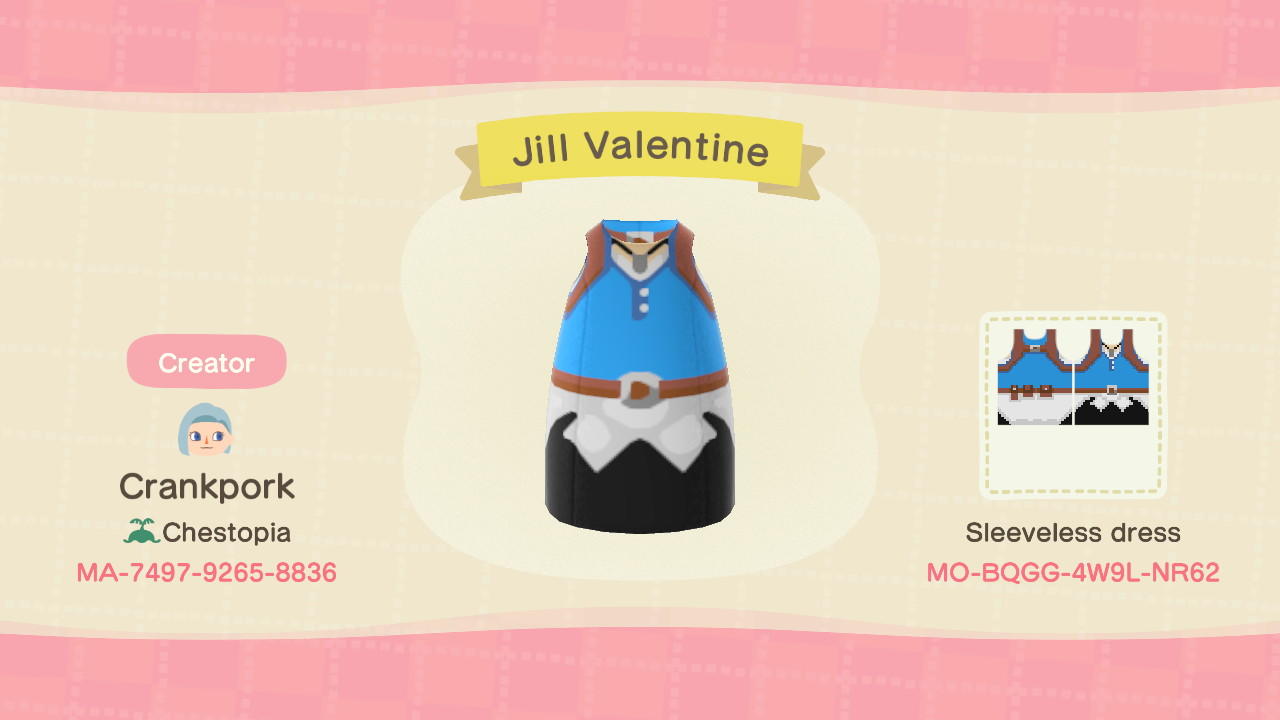 Jill Valentine
Creator
Crankpork
Chestopia
MA-7497-9265-8836
Sleeveless dress
MO-BQGG-4W9L-NR62